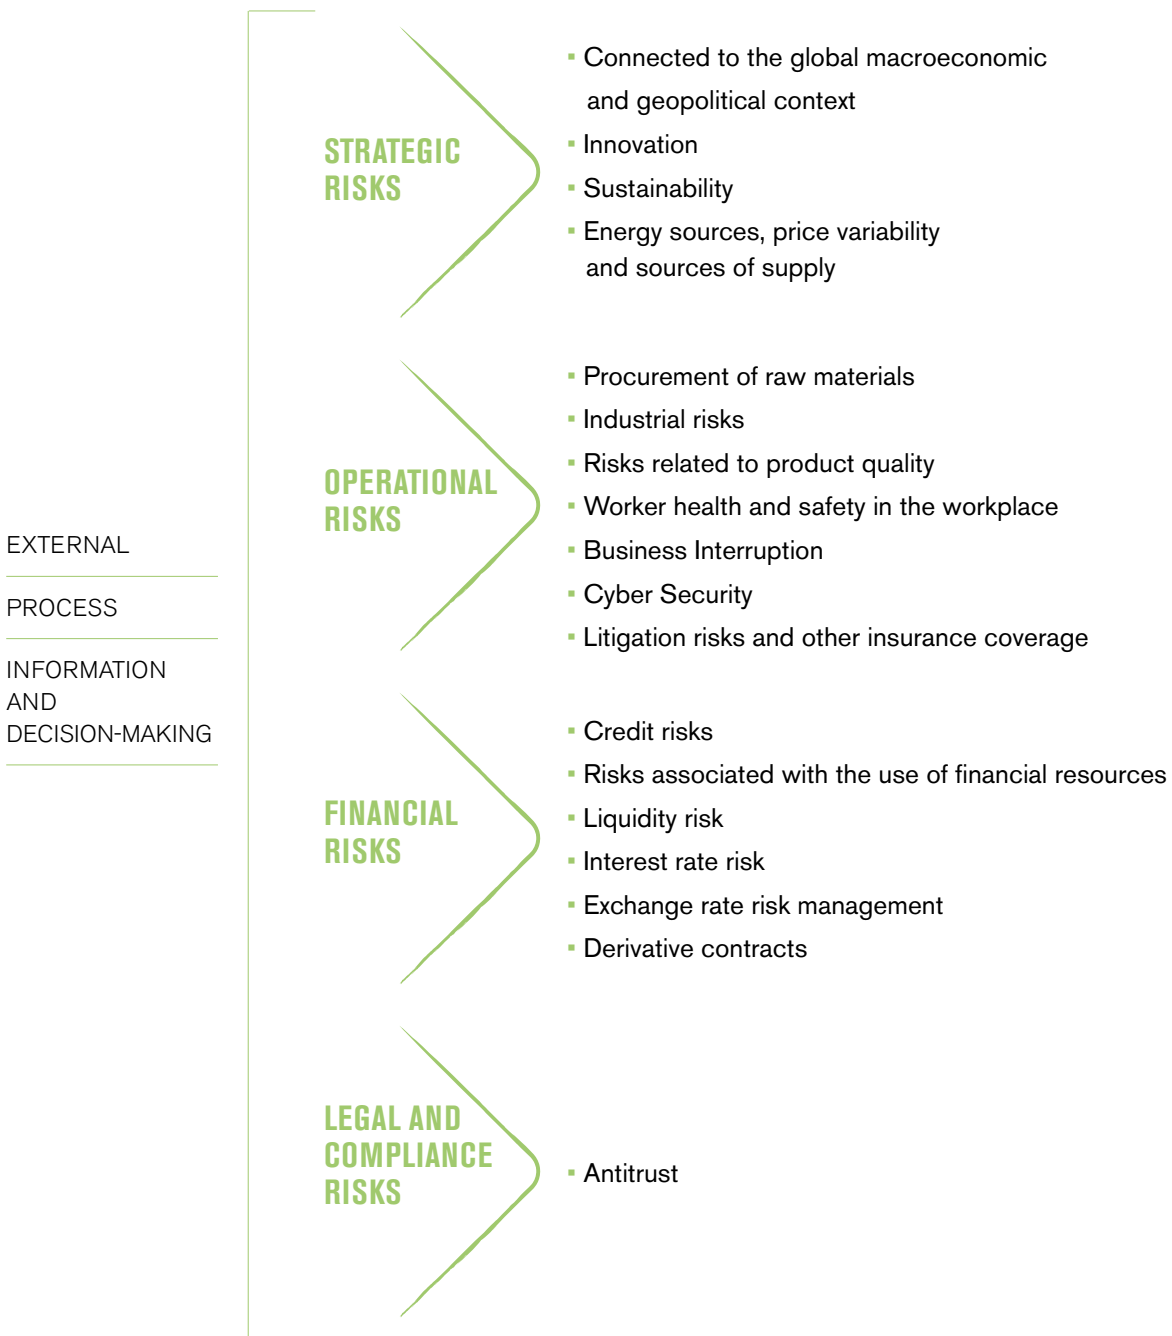 EXTERNAL
PROCESS
INFORMATION
AND
DECISION-MAKING
STRATEGIC
RISKS
▪ Connected to the global macroeconomic
and geopolitical context
▪ Innovation
▪ Sustainability
▪ Energy sources, price variability
and sources of supply
OPERATIONAL
RISKS
▪ Procurement of raw materials
▪ Industrial risks
▪ Risks related to product quality
▪ Worker health and safety in the workplace
▪ Business Interruption
▪ Cyber Security
▪ Litigation risks and other insurance coverage
FINANCIAL
RISKS
▪ Credit risks
▪ Risks associated with the use of financial resources
▪ Liquidity risk
▪ Interest rate risk
▪ Exchange rate risk management
▪ Derivative contracts
LEGAL AND
COMPLIANCE
RISKS
▪ Antitrust